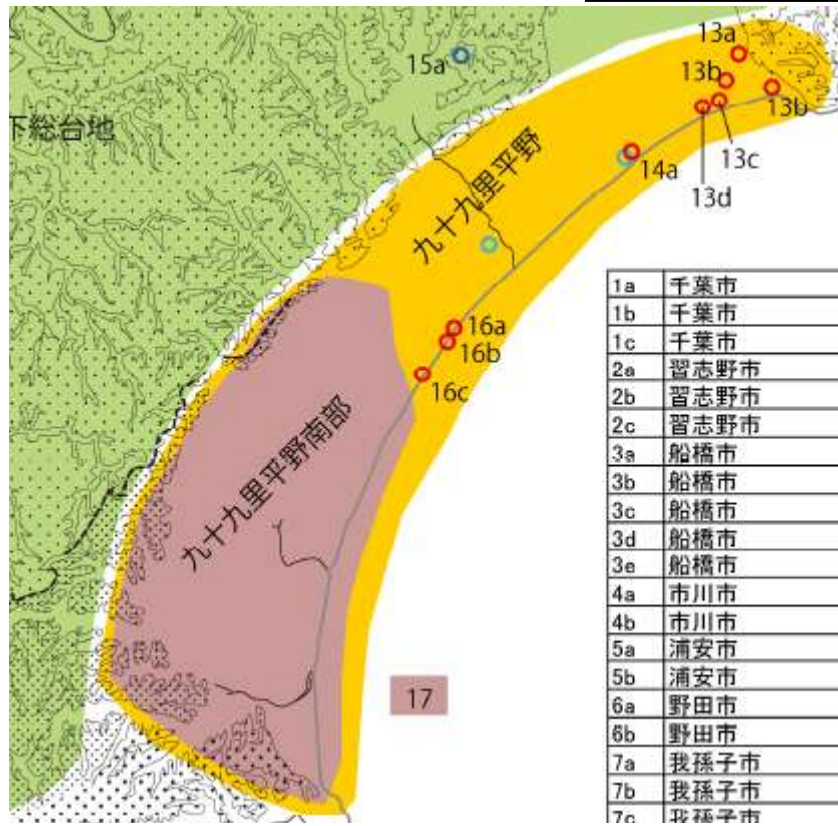 13a
15a
13b
13b
下総台地
九十九里平野
13c
14a
13d
16a
16b
16c
九十九里平野南部
17
1a 千葉市
1b 千葉市
1c 千葉市
2a 習志野市
2b 習志野市
2c 習志野市
3a 船橋市
3b 船橋市
3c 船橋市
3d 船橋市
3e 船橋市
4a 市川市
4b 市川市
5a 浦安市
5b 浦安市
6a 野田市
6b 野田市
7a 我孫子市
7b 我孫子市
7c 我孫子市